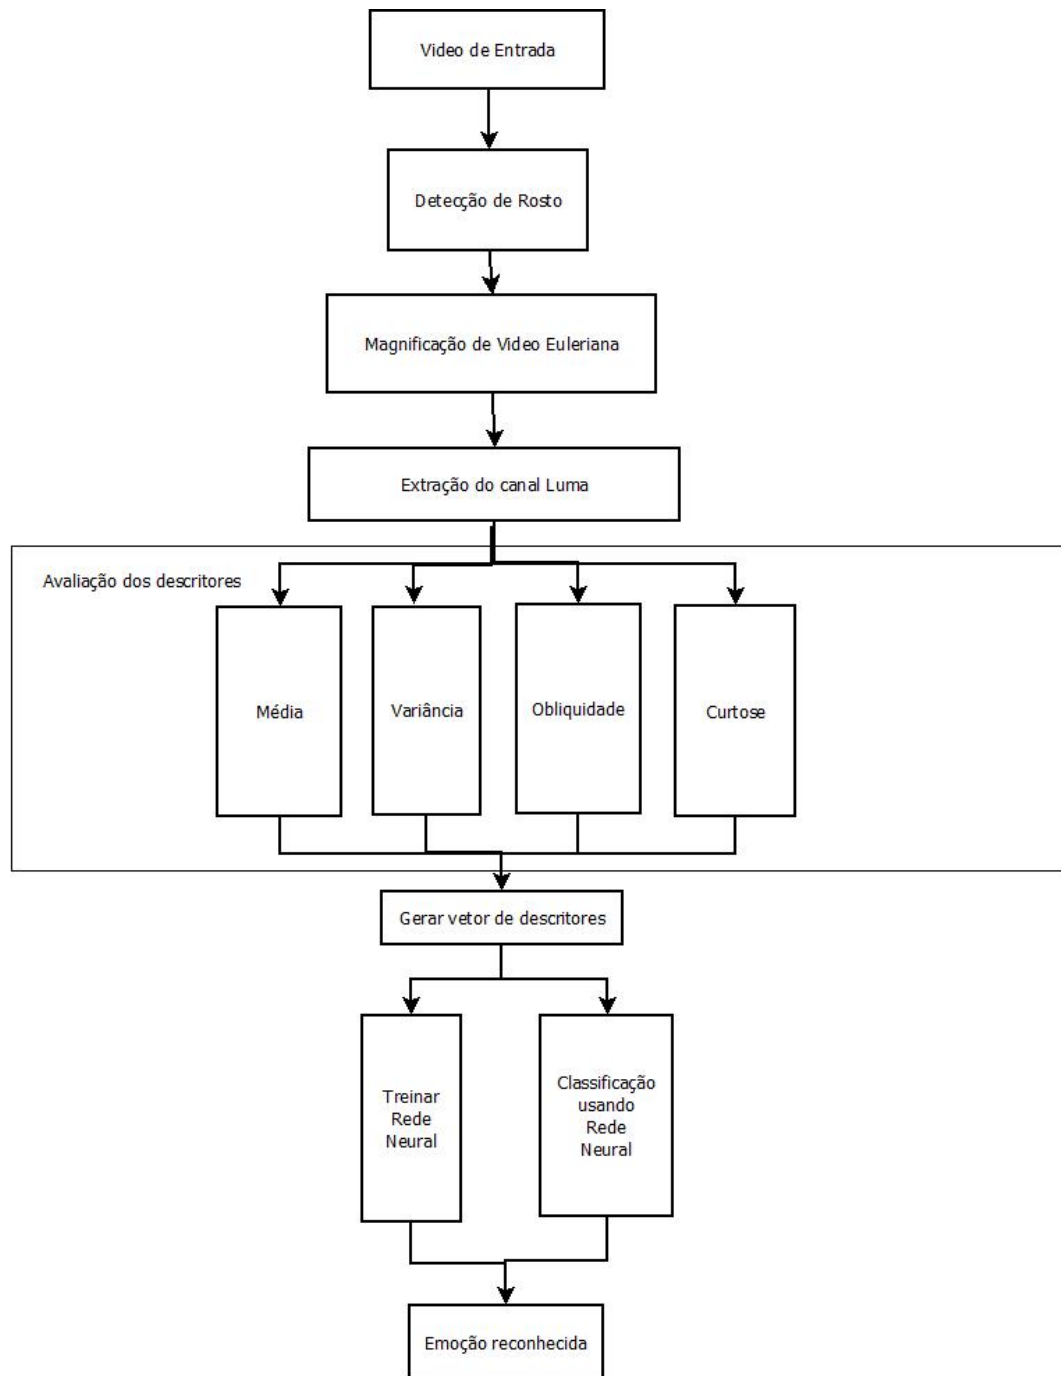 Video de Entrada
Detecção de Rosto
Magnificação de Video Euleriana
Extração do canal Luma
Avaliação dos descritores
Média
Variância
Obliquidade
Curtose
Gerar vetor de descritores
Treinar
Rede
Neural
Classificação
usando
Rede
Neural
Emoção reconhecida